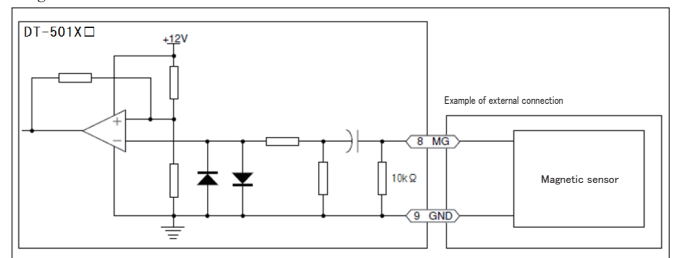 DT-501X□
+12V
Example of external connection
+
−
8 MG
10kΩ
Magnetic sensor
9 GND